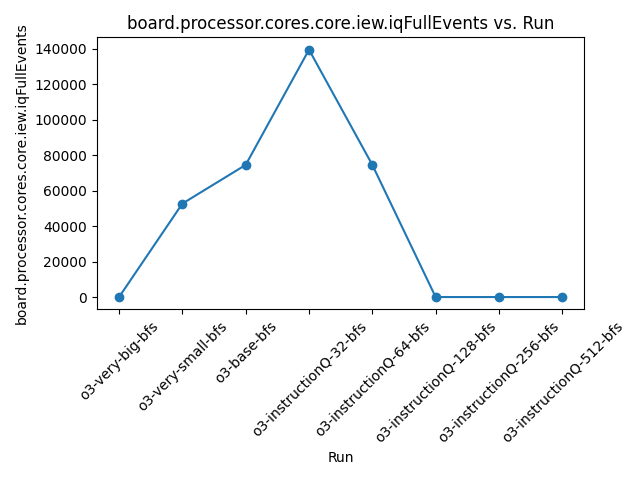 board.processor.cores.core.iew.iqFullEvents vs. Run
board.processor.cores.core.iew.iqFullEvents
140000
120000
100000
80000
60000
40000
20000
0
o3-very-big-bfs
o3-very-small-bfs
o3-base-bfs
o3-instructionQ-32-bfs
o3-instructionQ-64-bfs
o3-instructionQ-128-bfs
o3-instructionQ-256-bfs
o3-instructionQ-512-bfs
Run